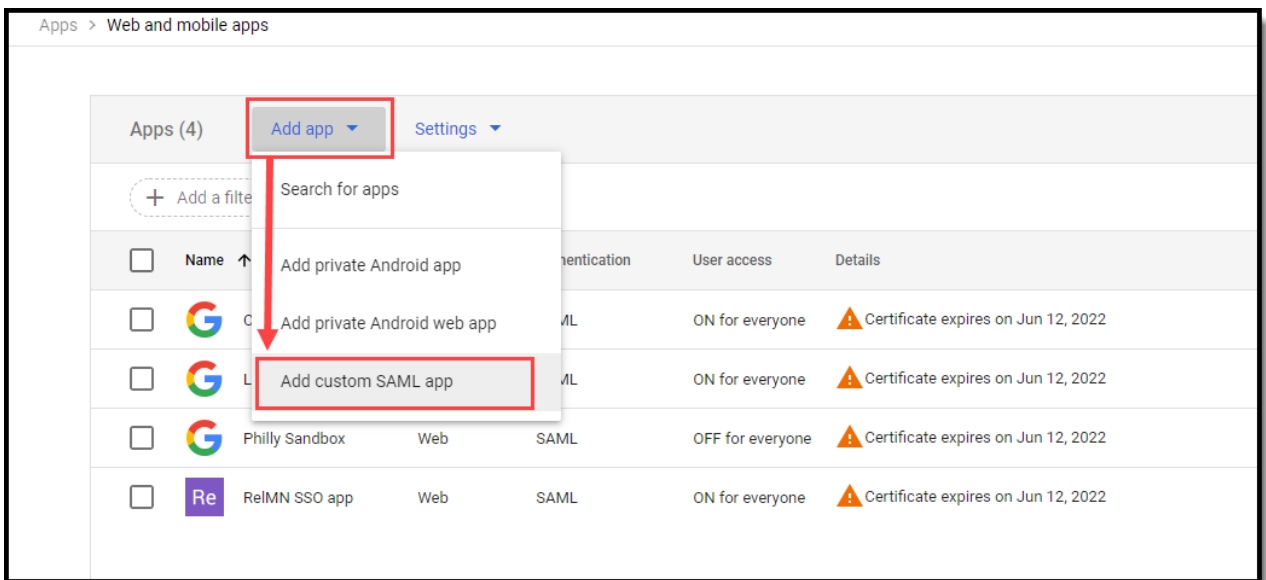 Apps > Web and mobile apps
Apps (4) Add app Settings
Search for apps
Add a filte
Add private Android app
Name hentication User access Details
Add private Android web app
ML ON for everyone Certificate expires on Jun 12, 2022
Add custom SAML app
L ML ON for everyone Certificate expires on Jun 12, 2022
Philly Sandbox Web SAML OFF for everyone Certificate expires on Jun 12, 2022
Re RelMN SSO app Web SAML ON for everyone Certificate expires on Jun 12, 2022